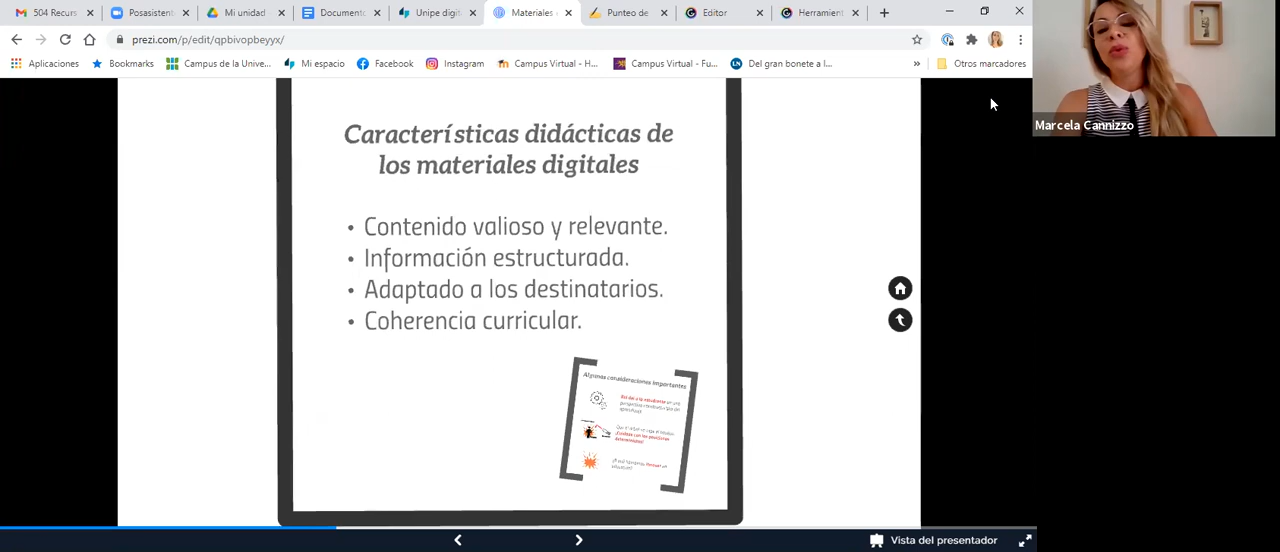 504 Recurs
Posasistent
Mi unidad
Documento
Unipe digit
Materiales
Punteo de
Editor
Herramient
prezi.com/p/edit/qpbivopbeyyx/
Aplicaciones
Bookmarks
Campus de la Unive...
Mi espacio
Facebook
Instagram
Campus Virtual - H...
Campus Virtual - Fu...
Del gran bonete a l...
»
Otros marcadores
Marcela Cannizzo
Características didácticas de
los materiales digitales
• Contenido valioso y relevante.
• Información estructurada.
• Adaptado a los destinatarios.
• Coherencia curricular.
Algunas consideraciones importantes
Vista del presentador